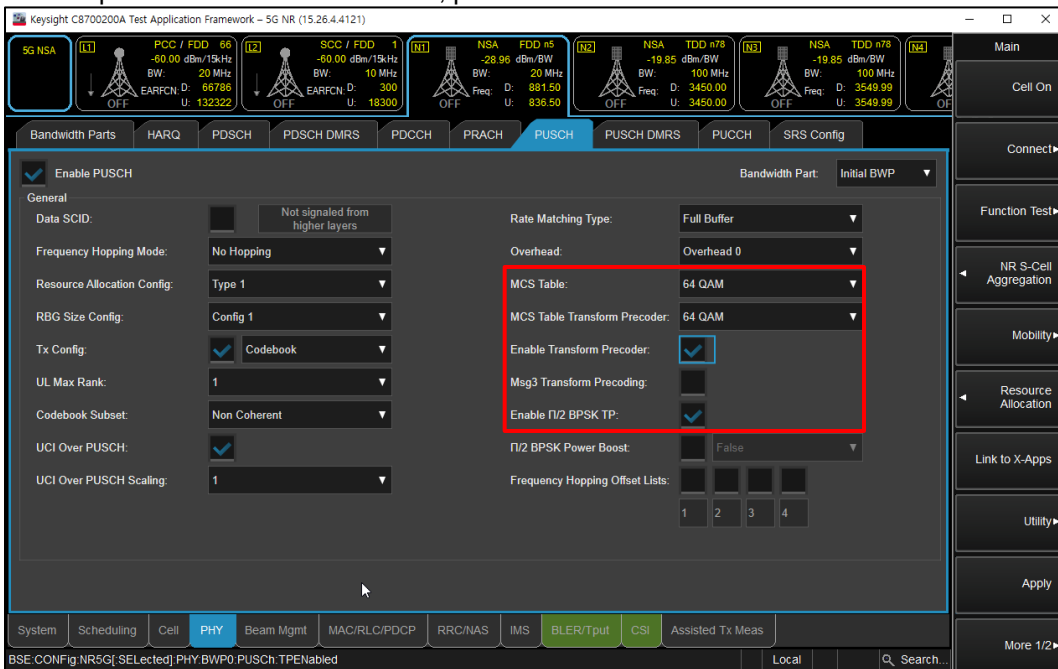 Keysight C8700200A Test Application Framework – 5G NR (15.26.4.4121)
5G NSA
L1 PCC / FDD 66
-60.00 dBm/15kHz
BW: 20 MHz
EARFCN: D: 66786
OFF U: 132322
L2 SCC / FDD 1
-60.00 dBm/15kHz
BW: 10 MHz
EARFCN: D: 300
OFF U: 18300
N1 NSA FDD n5
-28.96 dBm/BW
BW: 20 MHz
Freq: D: 881.50
OFF U: 836.50
N2 NSA TDD n78
-19.85 dBm/BW
BW: 100 MHz
Freq: D: 3450.00
OFF U: 3450.00
N3 NSA TDD n78
-19.85 dBm/BW
BW: 100 MHz
Freq: D: 3549.99
OFF U: 3549.99
N4
Main
Cell On
Connect
Function Test
NR S-Cell
Aggregation
Mobility
Resource
Allocation
Link to X-Apps
Utility
Apply
More 1/2
Bandwidth Parts HARQ PDSCH PDSCH DMRS PDCCH PRACH PUSCH PUSCH DMRS PUCCH SRS Config
Enable PUSCH Bandwidth Part: Initial BWP
General
Data SCID: Not signaled from
higher layers
Rate Matching Type: Full Buffer
Frequency Hopping Mode: No Hopping Overhead: Overhead 0
Resource Allocation Config: Type 1 MCS Table: 64 QAM
RBG Size Config: Config 1 MCS Table Transform Precoder: 64 QAM
Tx Config: Codebook Enable Transform Precoder:
UL Max Rank: 1 Msg3 Transform Precoding:
Codebook Subset: Non Coherent Enable Π/2 BPSK TP:
UCI Over PUSCH: Π/2 BPSK Power Boost: False
UCI Over PUSCH Scaling: 1 Frequency Hopping Offset Lists:
1 2 3 4
System Scheduling Cell PHY Beam Mgmt MAC/RLC/PDCP RRC/NAS IMS BLER/Tput CSI Assisted Tx Meas
BSE:CONFig:NR5G[:SELected]:PHY:BWP0:PUSCh:TPENabled Local Search...